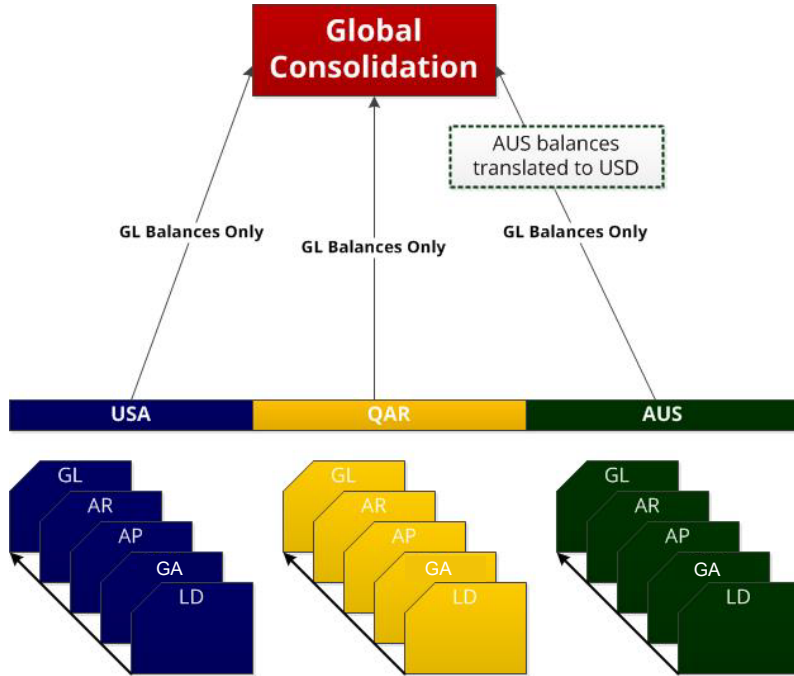 Global
Consolidation
AUS balances
translated to USD
GL Balances Only
GL Balances Only
GL Balances Only
USA
QAR
AUS
GL
AR
AP
GA
LD
GL
AR
AP
GA
LD
GL
AR
AP
GA
LD